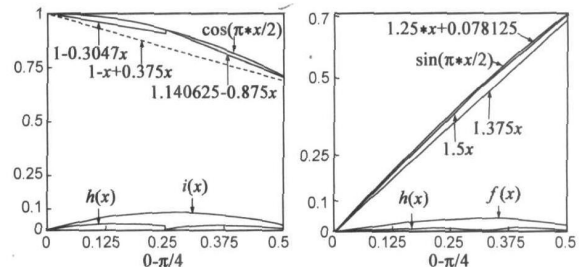 1
cos(π*x/2)
1-0.3047x
1-x+0.375x
0.75
1.140625-0.875x
0.5
0.25
h(x)
i(x)
0.1
0
0
0.125
0.25
0.375
0.5
0-π/4
0.7
1.25*x+0.078125
sin(π*x/2)
0.5
1.375x
1.5x
0.25
h(x)
f(x)
0
0
0.125
0.25
0.375
0.5
0-π/4